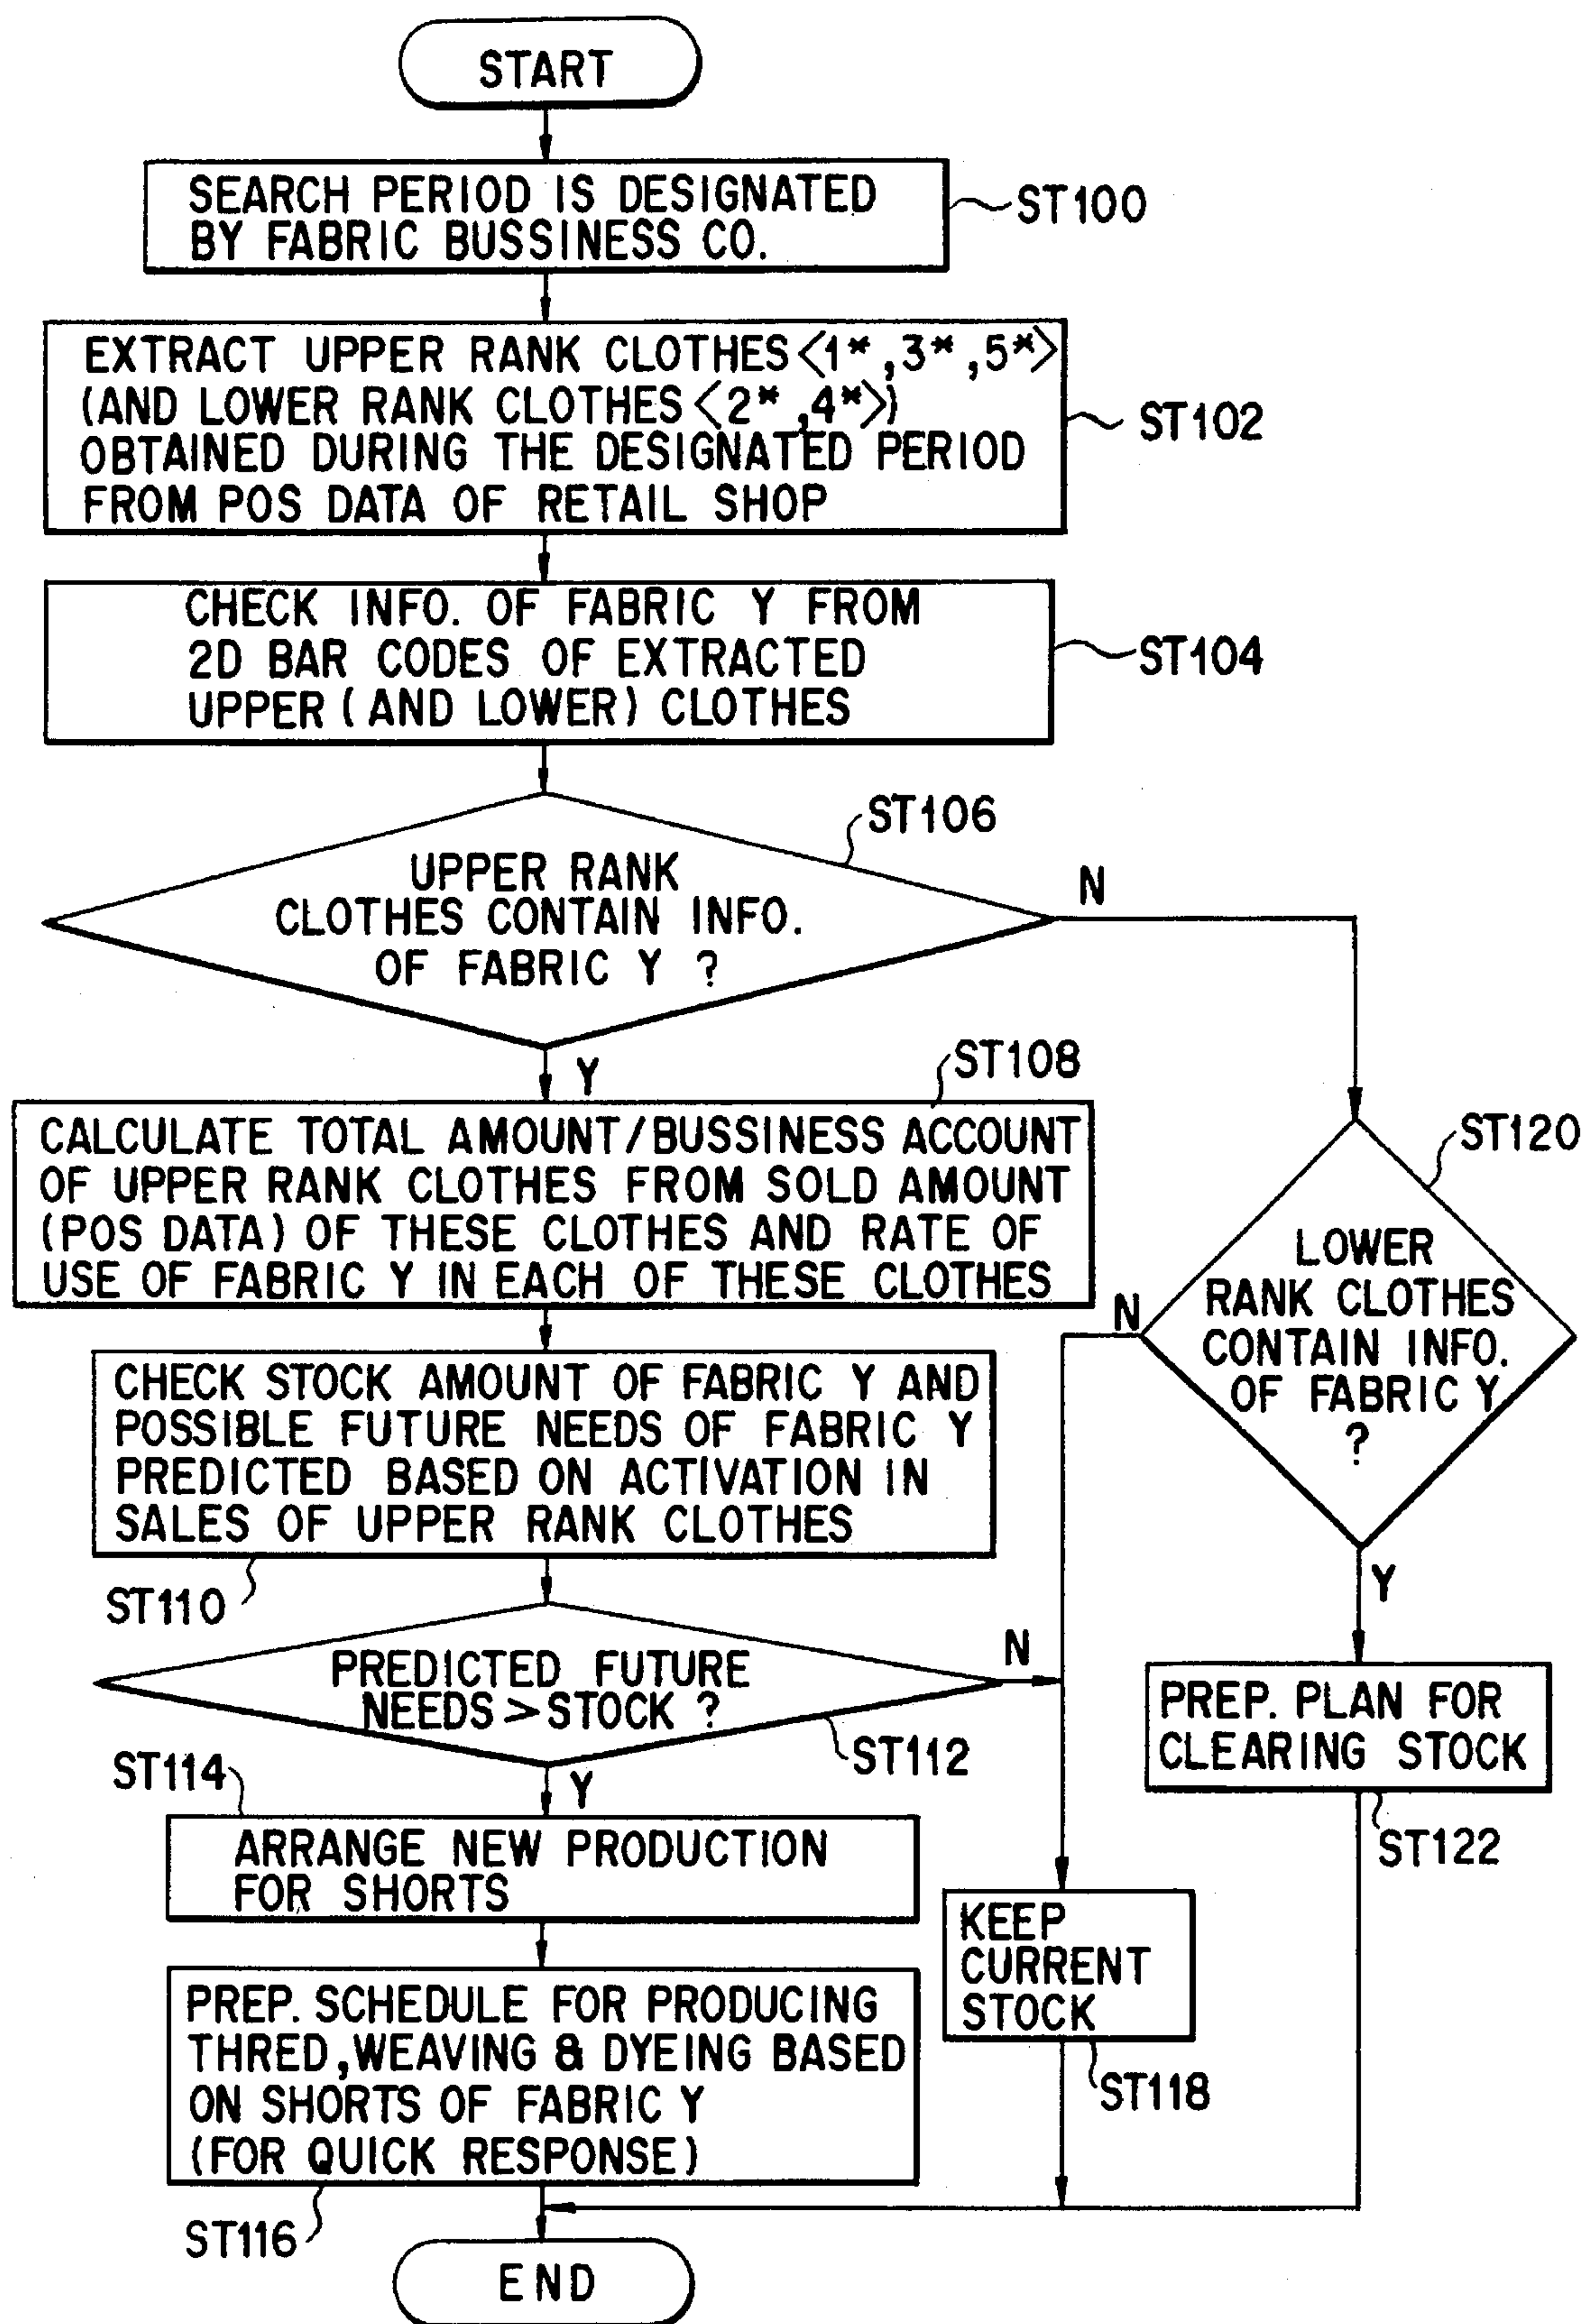 START
SEARCH PERIOD IS DESIGNATED
BY FABRIC BUSSINESS CO.
ST100
EXTRACT UPPER RANK CLOTHES<1*,3*,5*>
(AND LOWER RANK CLOTHES<2*,4*>)
OBTAINED DURING THE DESIGNATED PERIOD
FROM POS DATA OF RETAIL SHOP
ST102
CHECK INFO. OF FABRIC Y FROM
2D BAR CODES OF EXTRACTED
UPPER (AND LOWER) CLOTHES
ST104
ST106
UPPER RANK
CLOTHES CONTAIN INFO.
OF FABRIC Y ?
N
Y
ST108
CALCULATE TOTAL AMOUNT/BUSSINESS ACCOUNT
OF UPPER RANK CLOTHES FROM SOLD AMOUNT
(POS DATA) OF THESE CLOTHES AND RATE OF
USE OF FABRIC Y IN EACH OF THESE CLOTHES
ST120
LOWER
RANK CLOTHES
CONTAIN INFO.
OF FABRIC Y
?
N
Y
CHECK STOCK AMOUNT OF FABRIC Y AND
POSSIBLE FUTURE NEEDS OF FABRIC Y
PREDICTED BASED ON ACTIVATION IN
SALES OF UPPER RANK CLOTHES
ST110
PREDICTED FUTURE
NEEDS>STOCK ?
N
ST112
Y
PREP. PLAN FOR
CLEARING STOCK
ST122
ST114
ARRANGE NEW PRODUCTION
FOR SHORTS
KEEP
CURRENT
STOCK
ST118
PREP. SCHEDULE FOR PRODUCING
THRED,WEAVING & DYEING BASED
ON SHORTS OF FABRIC Y
(FOR QUICK RESPONSE)
ST116
END